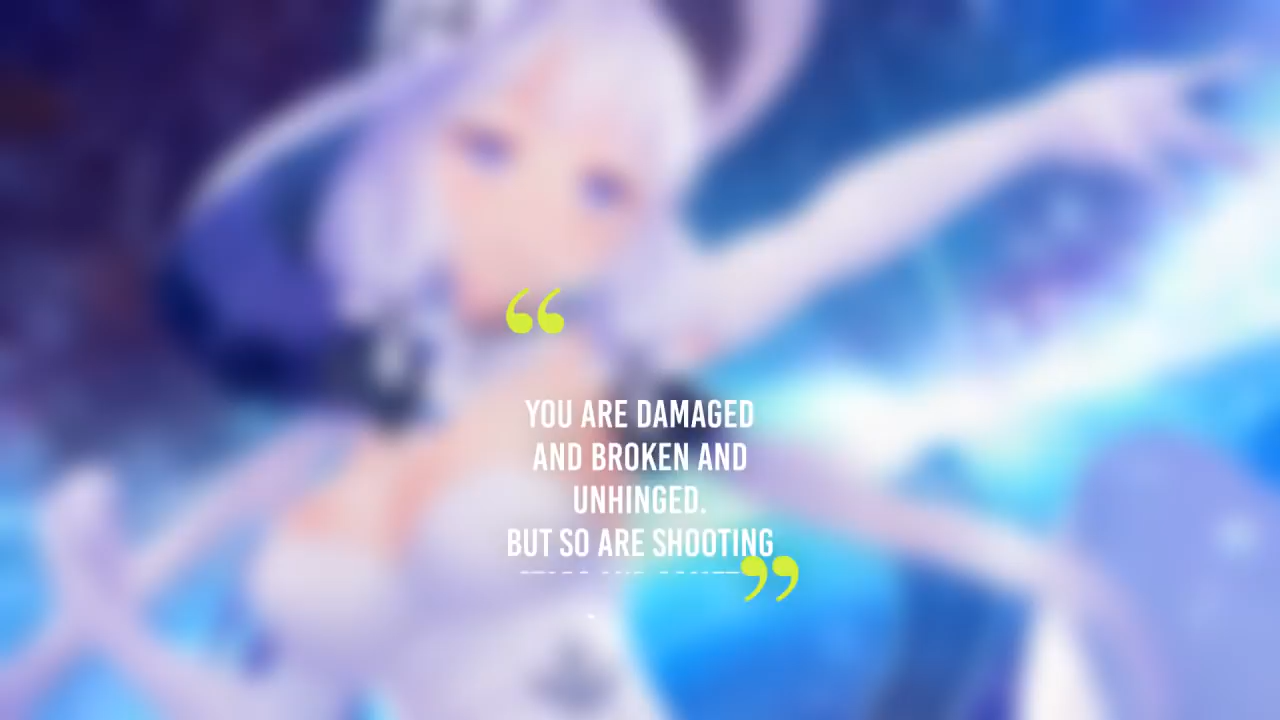 “
YOU ARE DAMAGED
AND BROKEN AND
UNHINGED.
BUT SO ARE SHOOTING
”